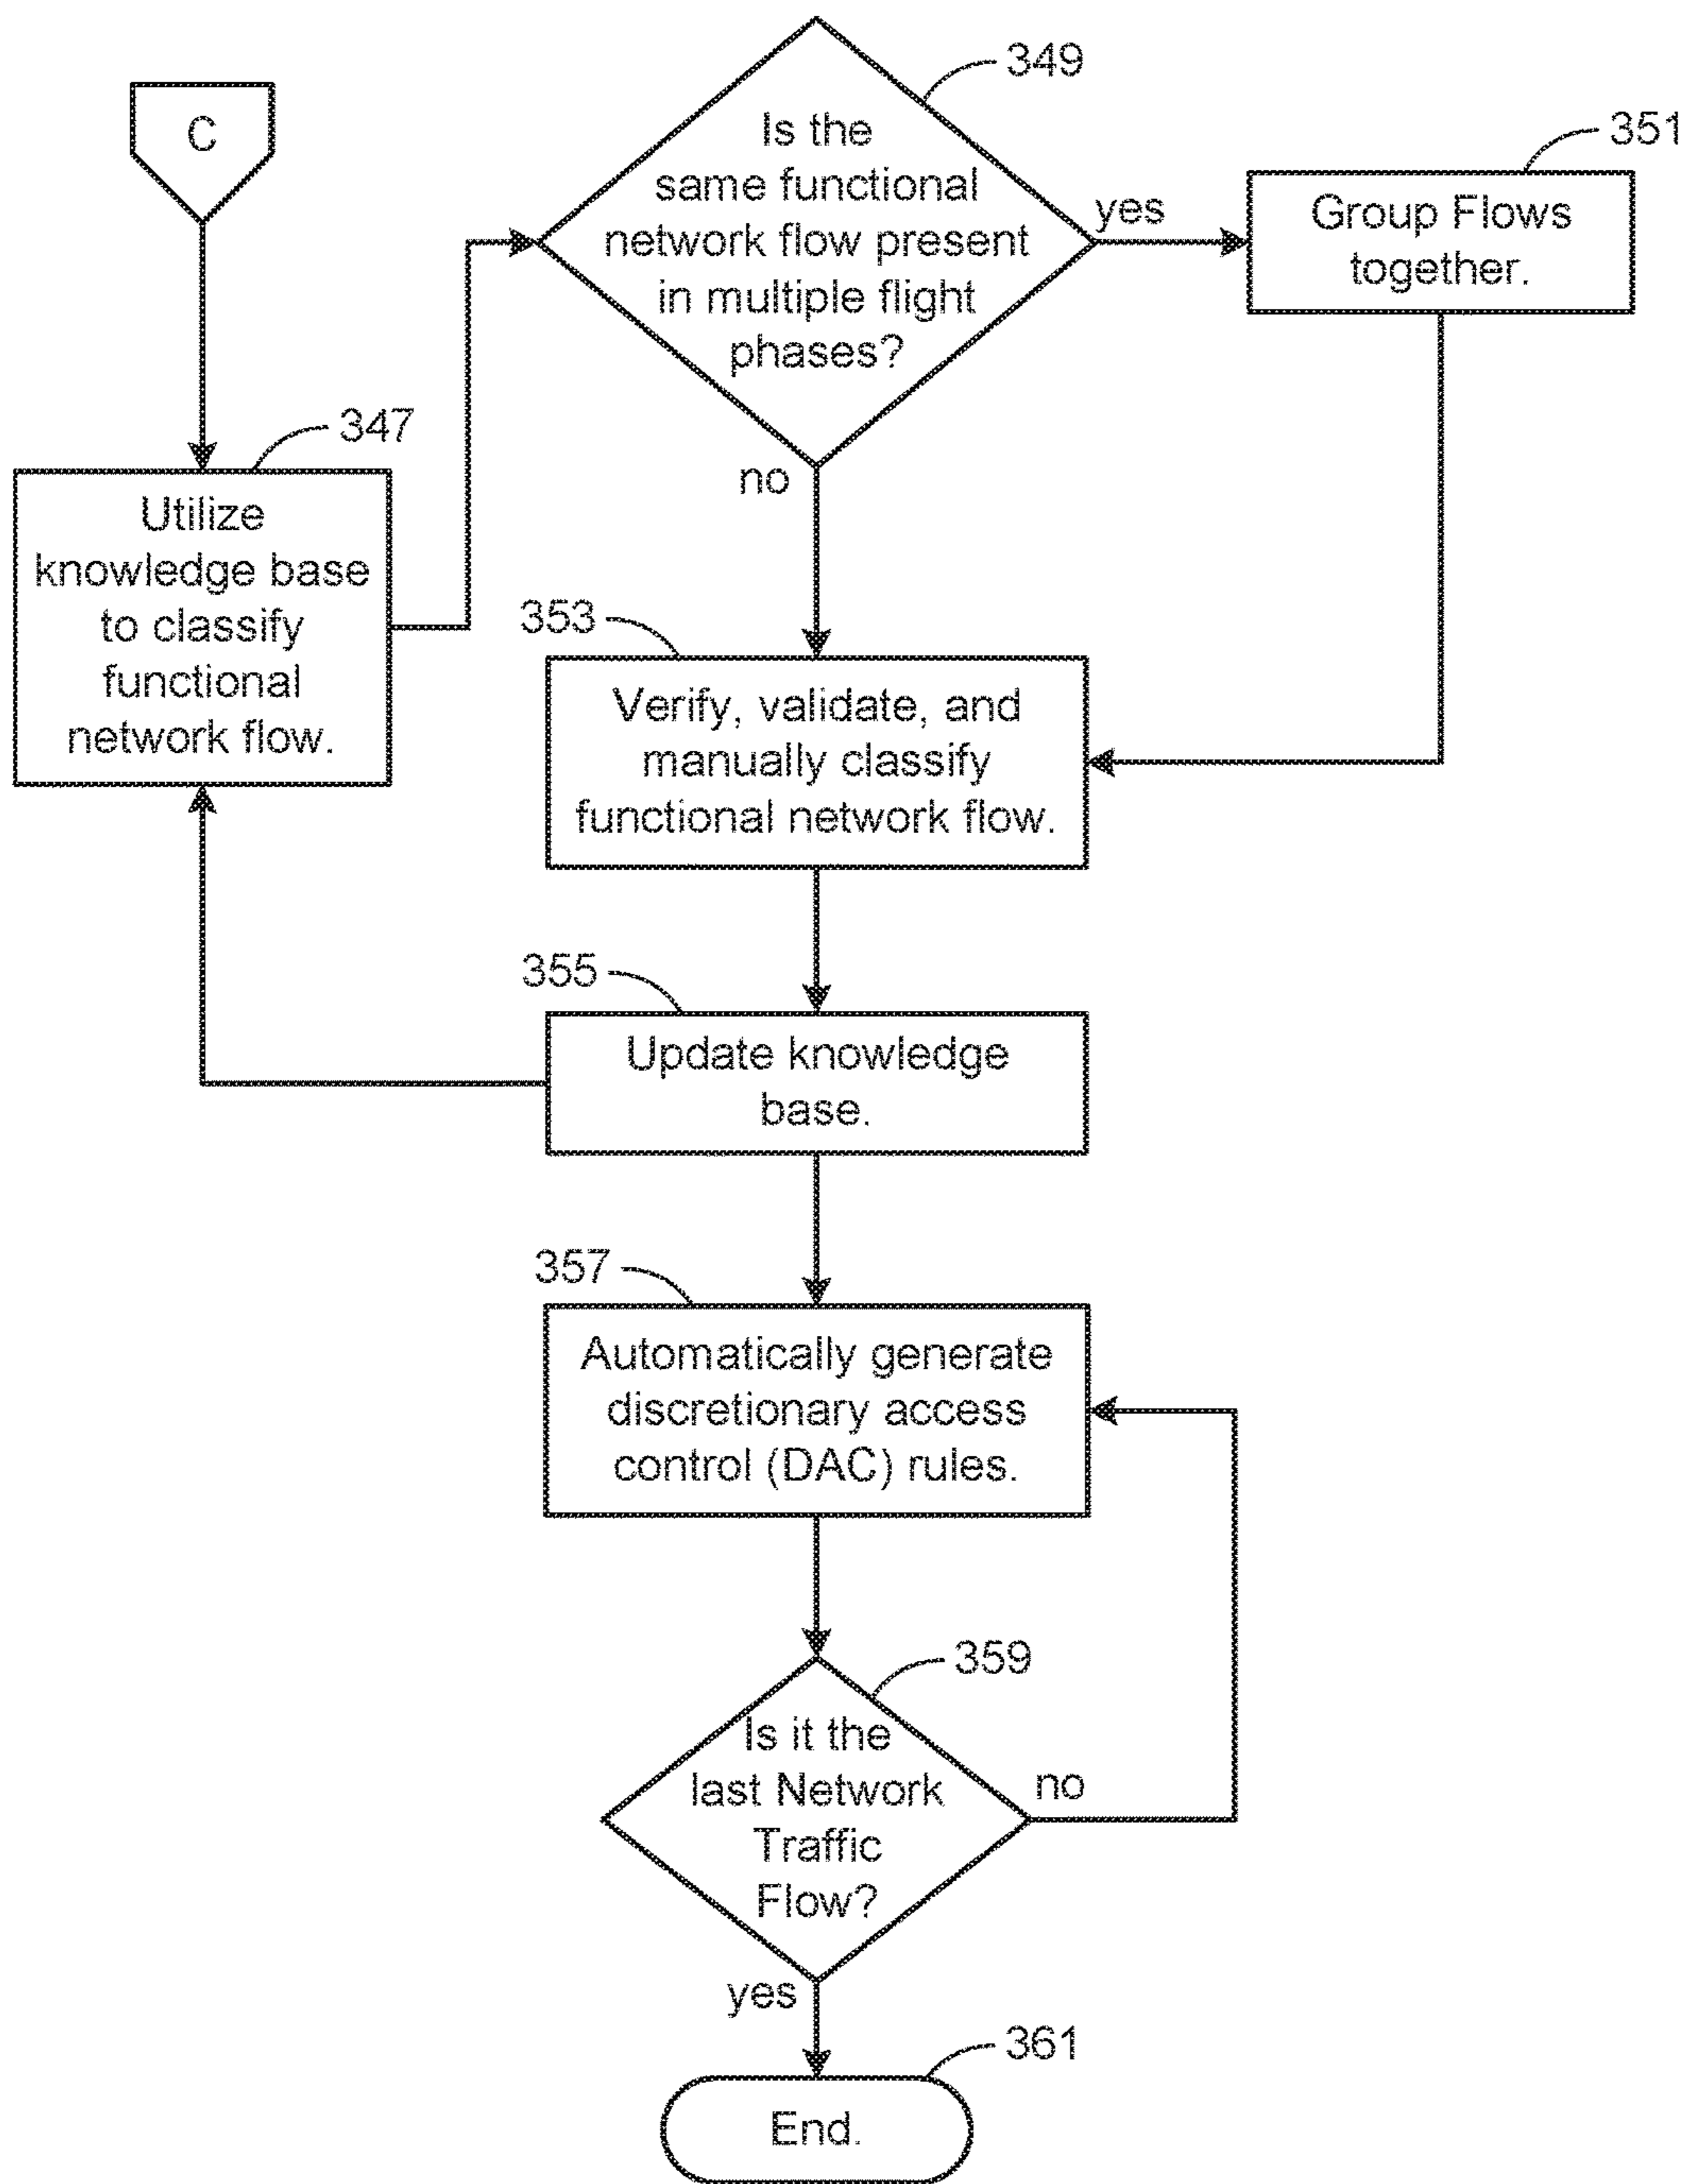 C
349
Is the
same functional
network flow present
in multiple flight
phases?
yes
351
Group Flows
together.
347
Utilize
knowledge base
to classify
functional
network flow.
no
353
Verify, validate, and
manually classify
functional network flow.
355
Update knowledge
base.
357
Automatically generate
discretionary access
control (DAC) rules.
359
Is it the
last Network
Traffic
Flow?
no
yes
361
End.